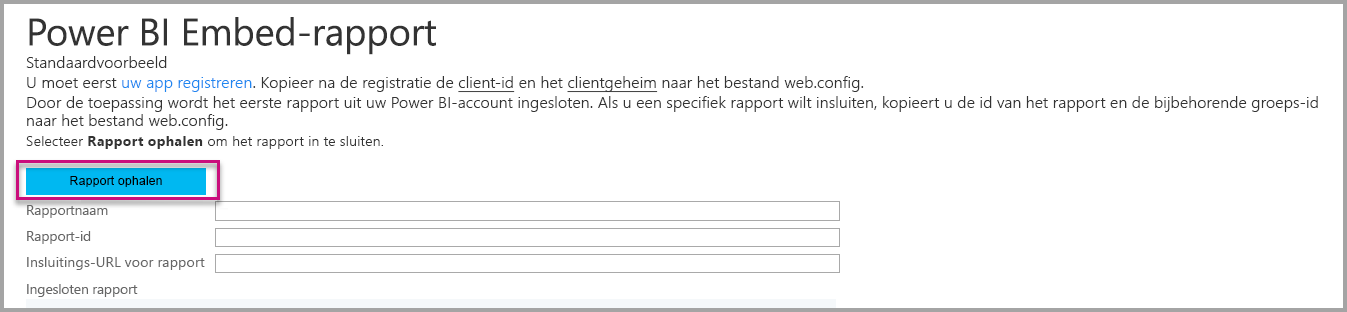 Power BI Embed-rapport
Standaardvoorbeeld
U moet eerst uw app registreren. Kopieer na de registratie de client-id en het clientgeheim naar het bestand web.config.
Door de toepassing wordt het eerste rapport uit uw Power BI-account ingesloten. Als u een specifiek rapport wilt insluiten, kopieert u de id van het rapport en de bijbehorende groeps-id
naar het bestand web.config.
Selecteer Rapport ophalen om het rapport in te sluiten.
Rapport ophalen
Rapportnaam
Rapport-id
Insluitings-URL voor rapport
Ingesloten rapport